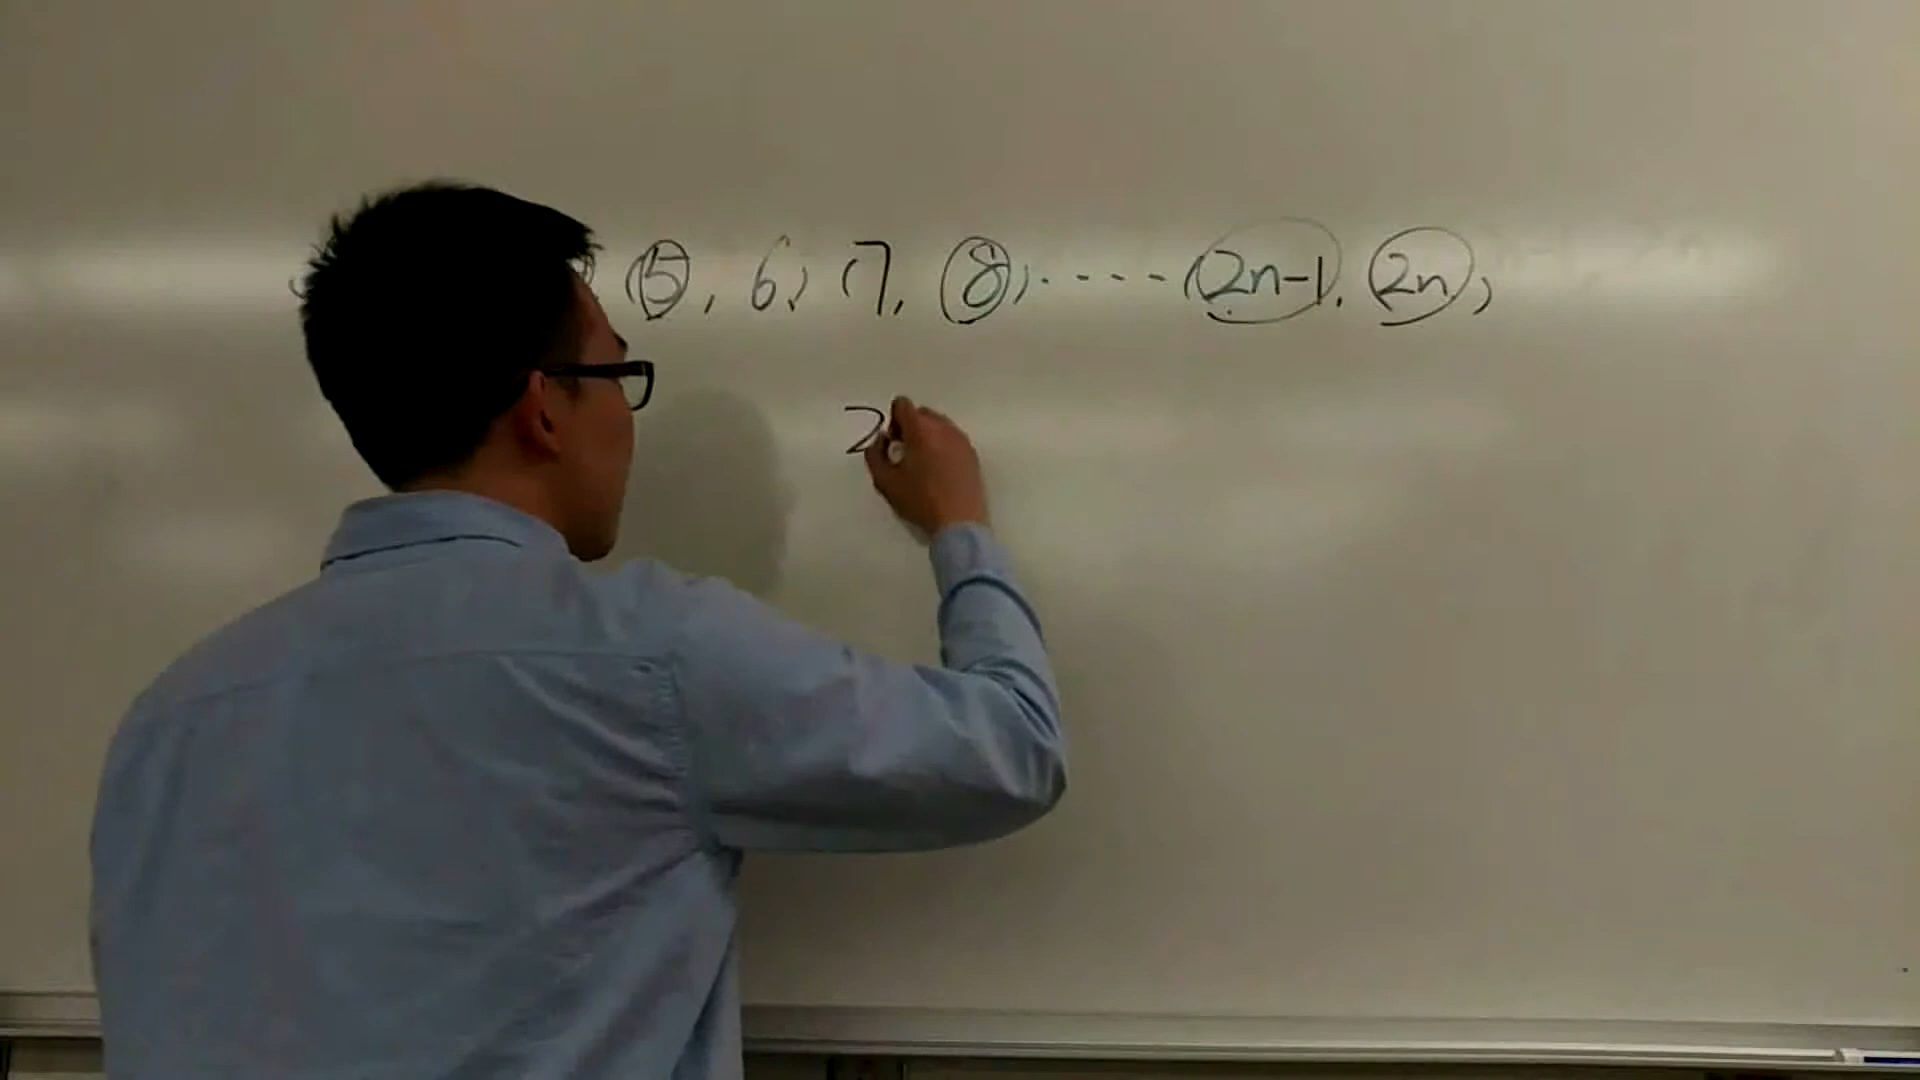 (5, 6) (7, 8) ---- (2n-1, 2n)
2